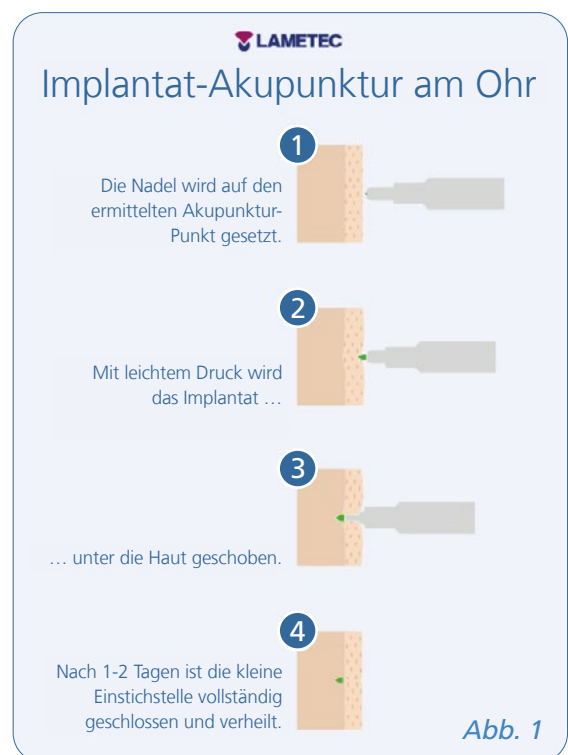 LAMETEC
Implantat-Akupunktur am Ohr
1
Die Nadel wird auf den
ermittelten Akupunktur-
Punkt gesetzt.
2
Mit leichtem Druck wird
das Implantat …
3
… unter die Haut geschoben.
4
Nach 1-2 Tagen ist die kleine
Einstichstelle vollständig
geschlossen und verheilt.
Abb. 1